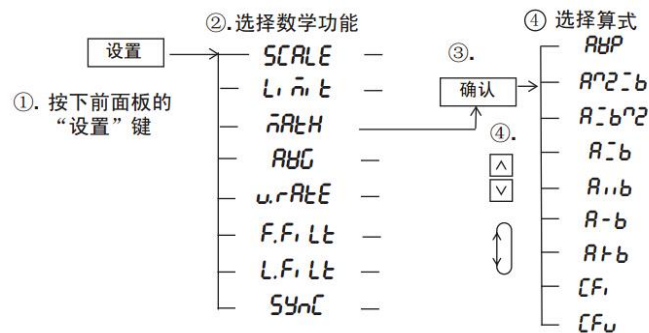 ②.选择数学功能
④ 选择算式
设置
①. 按下前面板的
“设置”键
SCALE
Limit
MAtH
AVG
u.rAtE
F.FiLt
L.FiLt
SYnC
③.
确认
④.
AVP
A-b
CFi
CFu